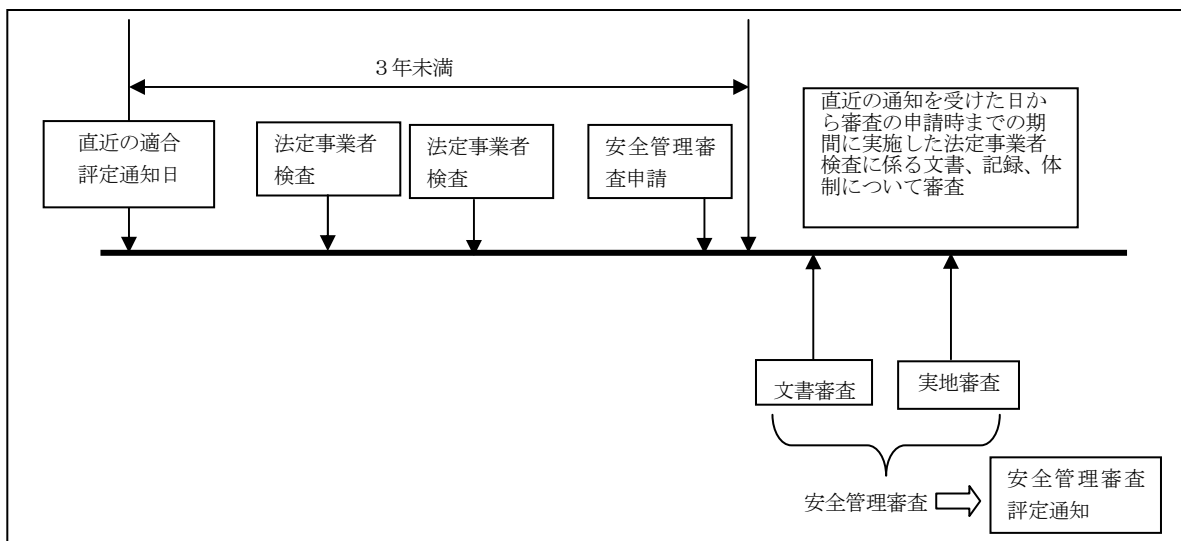 ３年未満
直近の適合
評定通知日
法定事業者
検査
法定事業者
検査
安全管理審
査申請
直近の通知を受けた日か
ら審査の申請時までの期
間に実施した法定事業者
検査に係る文書、記録、体
制について審査
文書審査
実地審査
安全管理審査
安全管理審査
評定通知